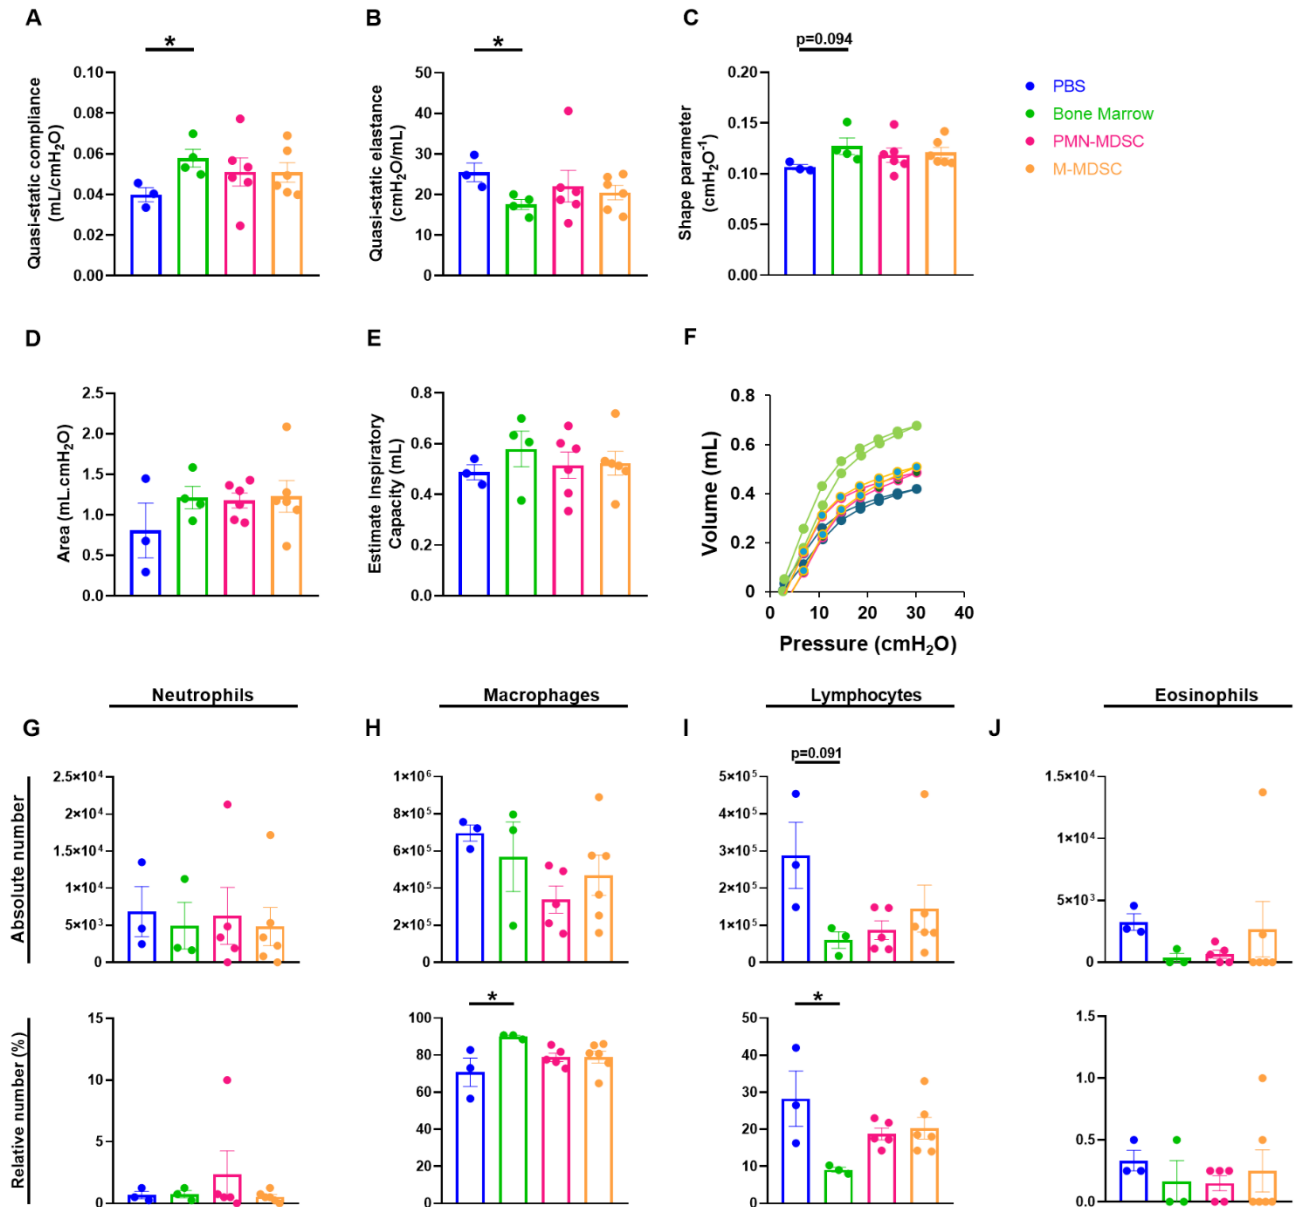 A
B
C
*
*
p=0.094
Quasi-static compliance
(mL/cmH₂O)
0.10
0.08
0.06
0.04
0.02
0.00
Quasi-static elastance
(cmH₂O/mL)
50
40
30
20
10
0
Shape parameter
(cmH₂O⁻¹)
0.20
0.15
0.10
0.05
0.00
PBS
Bone Marrow
PMN-MDSC
M-MDSC
D
E
F
Area (mL.cmH₂O)
2.5
2.0
1.5
1.0
0.5
0.0
Estimate Inspiratory
Capacity (mL)
0.8
0.6
0.4
0.2
0.0
Volume (mL)
0.8
0.6
0.4
0.2
0
0 10 20 30 40
Pressure (cmH₂O)
Neutrophils
Macrophages
Lymphocytes
Eosinophils
G
H
I
J
Absolute number
2.5×10⁴
2×10⁴
1.5×10⁴
1×10⁴
5×10³
0
1×10⁶
8×10⁵
6×10⁵
4×10⁵
2×10⁵
0
p=0.091
5×10⁵
4×10⁵
3×10⁵
2×10⁵
1×10⁵
0
1.5×10⁴
1×10⁴
5×10³
0
Relative number (%)
15
10
5
0
*
100
80
60
40
20
0
*
50
40
30
20
10
0
1.5
1.0
0.5
0.0